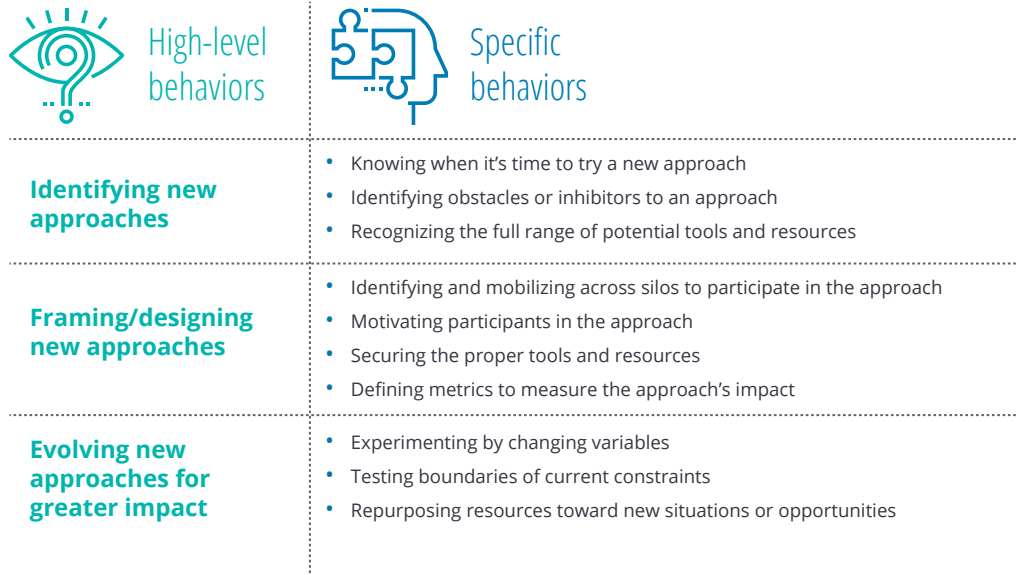 High-level
behaviors
Specific
behaviors
Identifying new
approaches
• Knowing when it’s time to try a new approach
• Identifying obstacles or inhibitors to an approach
• Recognizing the full range of potential tools and resources
Framing/designing
new approaches
• Identifying and mobilizing across silos to participate in the approach
• Motivating participants in the approach
• Securing the proper tools and resources
• Defining metrics to measure the approach’s impact
Evolving new
approaches for
greater impact
• Experimenting by changing variables
• Testing boundaries of current constraints
• Repurposing resources toward new situations or opportunities